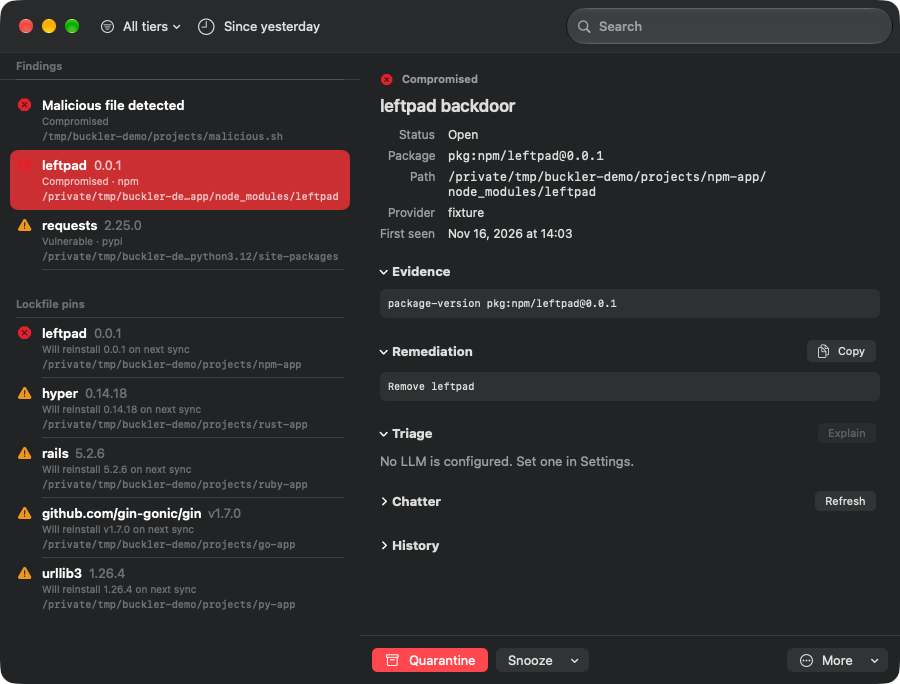 All tiers
Since yesterday
Search
Findings
Malicious file detected
Compromised
/tmp/buckler-demo/projects/malicious.sh
leftpad 0.0.1
Compromised · npm
/private/tmp/buckler-de…app/node_modules/leftpad
requests 2.25.0
Vulnerable · pypi
/private/tmp/buckler-de…python3.12/site-packages
Lockfile pins
leftpad 0.0.1
Will reinstall 0.0.1 on next sync
/private/tmp/buckler-demo/projects/npm-app
hyper 0.14.18
Will reinstall 0.14.18 on next sync
/private/tmp/buckler-demo/projects/rust-app
rails 5.2.6
Will reinstall 5.2.6 on next sync
/private/tmp/buckler-demo/projects/ruby-app
github.com/gin-gonic/gin v1.7.0
Will reinstall v1.7.0 on next sync
/private/tmp/buckler-demo/projects/go-app
urllib3 1.26.4
Will reinstall 1.26.4 on next sync
/private/tmp/buckler-demo/projects/py-app
Compromised
leftpad backdoor
Status Open
Package pkg:npm/leftpad@0.0.1
Path /private/tmp/buckler-demo/projects/npm-app/
node_modules/leftpad
Provider fixture
First seen Nov 16, 2026 at 14:03
Evidence
package-version pkg:npm/leftpad@0.0.1
Remediation
Copy
Remove leftpad
Triage
Explain
No LLM is configured. Set one in Settings.
Chatter
Refresh
History
Quarantine
Snooze
More